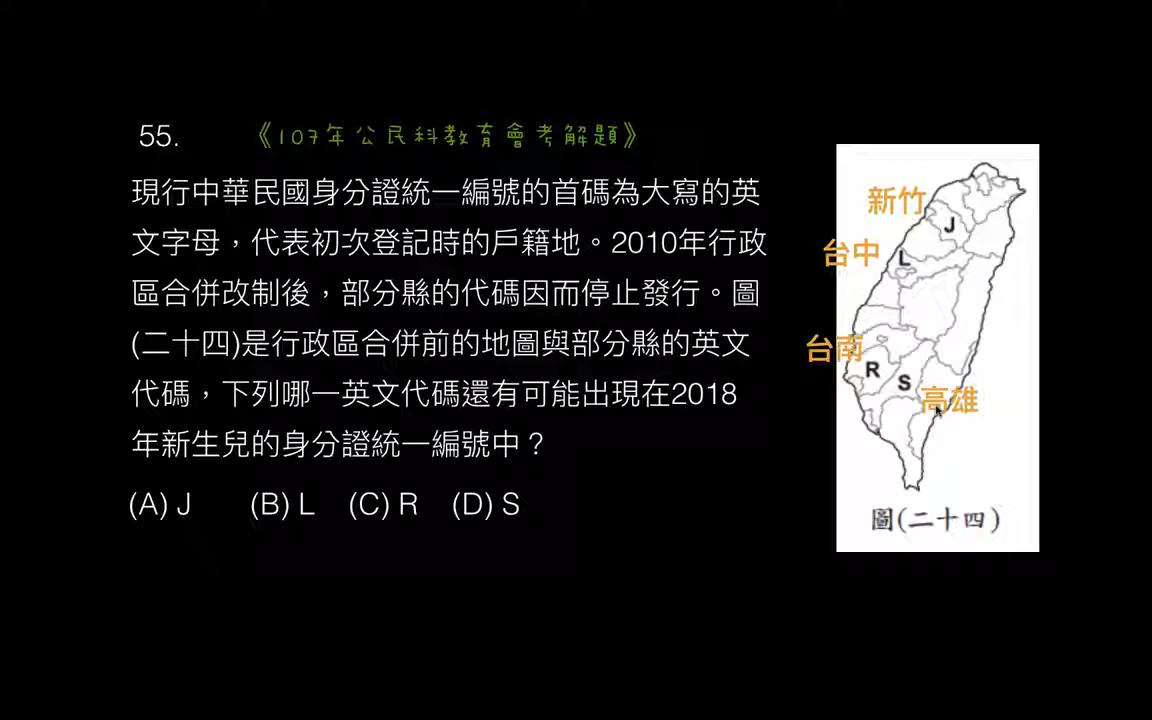 55. 《107年公民科教育會考解題》
現行中華民國身分證統一編號的首碼為大寫的英
文字母，代表初次登記時的戶籍地。2010年行政
區合併改制後，部分縣的代碼因而停止發行。圖
(二十四)是行政區合併前的地圖與部分縣的英文
代碼，下列哪一英文代碼還有可能出現在2018
年新生兒的身分證統一編號中？
(A) J (B) L (C) R (D) S
新竹
J
台中
L
台南
R
S
高雄
圖(二十四)